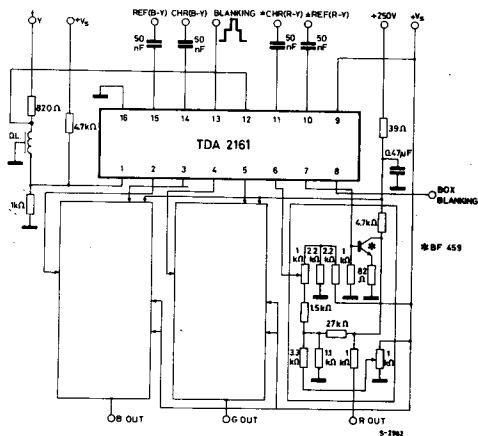 REF(B-Y) CHR(B-Y) BLANKING ±CHR(R-Y) ±REF(R-Y)
Y +Vs +250V +Vs
50 nF 50 nF 50 nF 50 nF
820Ω
D.L.
4.7kΩ
1kΩ
39Ω
0.47µF
16 15 14 13 12 11 10 9
TDA 2161
1 2 3 4 5 6 7 8
BOX BLANKING
4.7kΩ
*
*BF 459
1 kΩ 2.2 kΩ 2.2 kΩ 1 kΩ
82 Ω
1.5kΩ
27kΩ
3.3 kΩ 1.1 kΩ 1 kΩ 1 kΩ
B OUT G OUT R OUT
S-2962